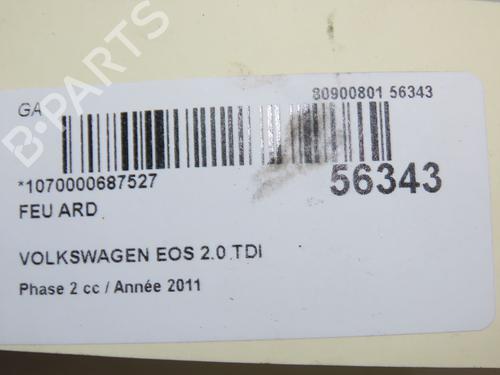 B-PARTS
GA
80900801 56343
*1070000687527
56343
FEU ARD
VOLKSWAGEN EOS 2.0 TDI
Phase 2 cc / Année 2011